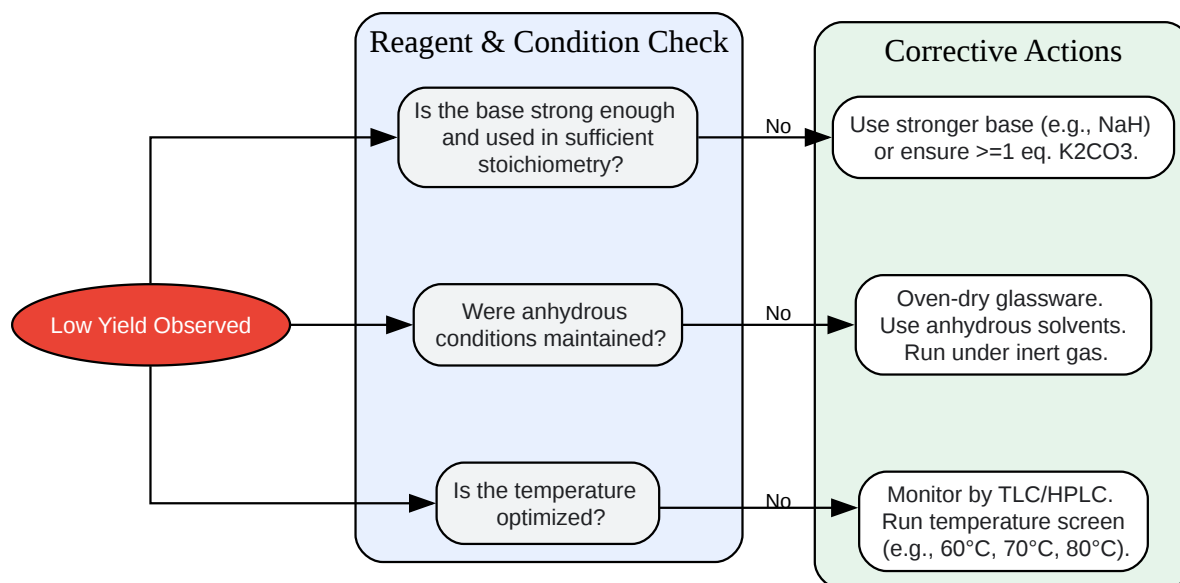 Reagent & Condition Check
Corrective Actions
Is the base strong enough
and used in sufficient
stoichiometry?
No
Use stronger base (e.g., NaH)
or ensure >=1 eq. K2CO3.
Low Yield Observed
Were anhydrous
conditions maintained?
No
Oven-dry glassware.
Use anhydrous solvents.
Run under inert gas.
Is the temperature
optimized?
No
Monitor by TLC/HPLC.
Run temperature screen
(e.g., 60°C, 70°C, 80°C).